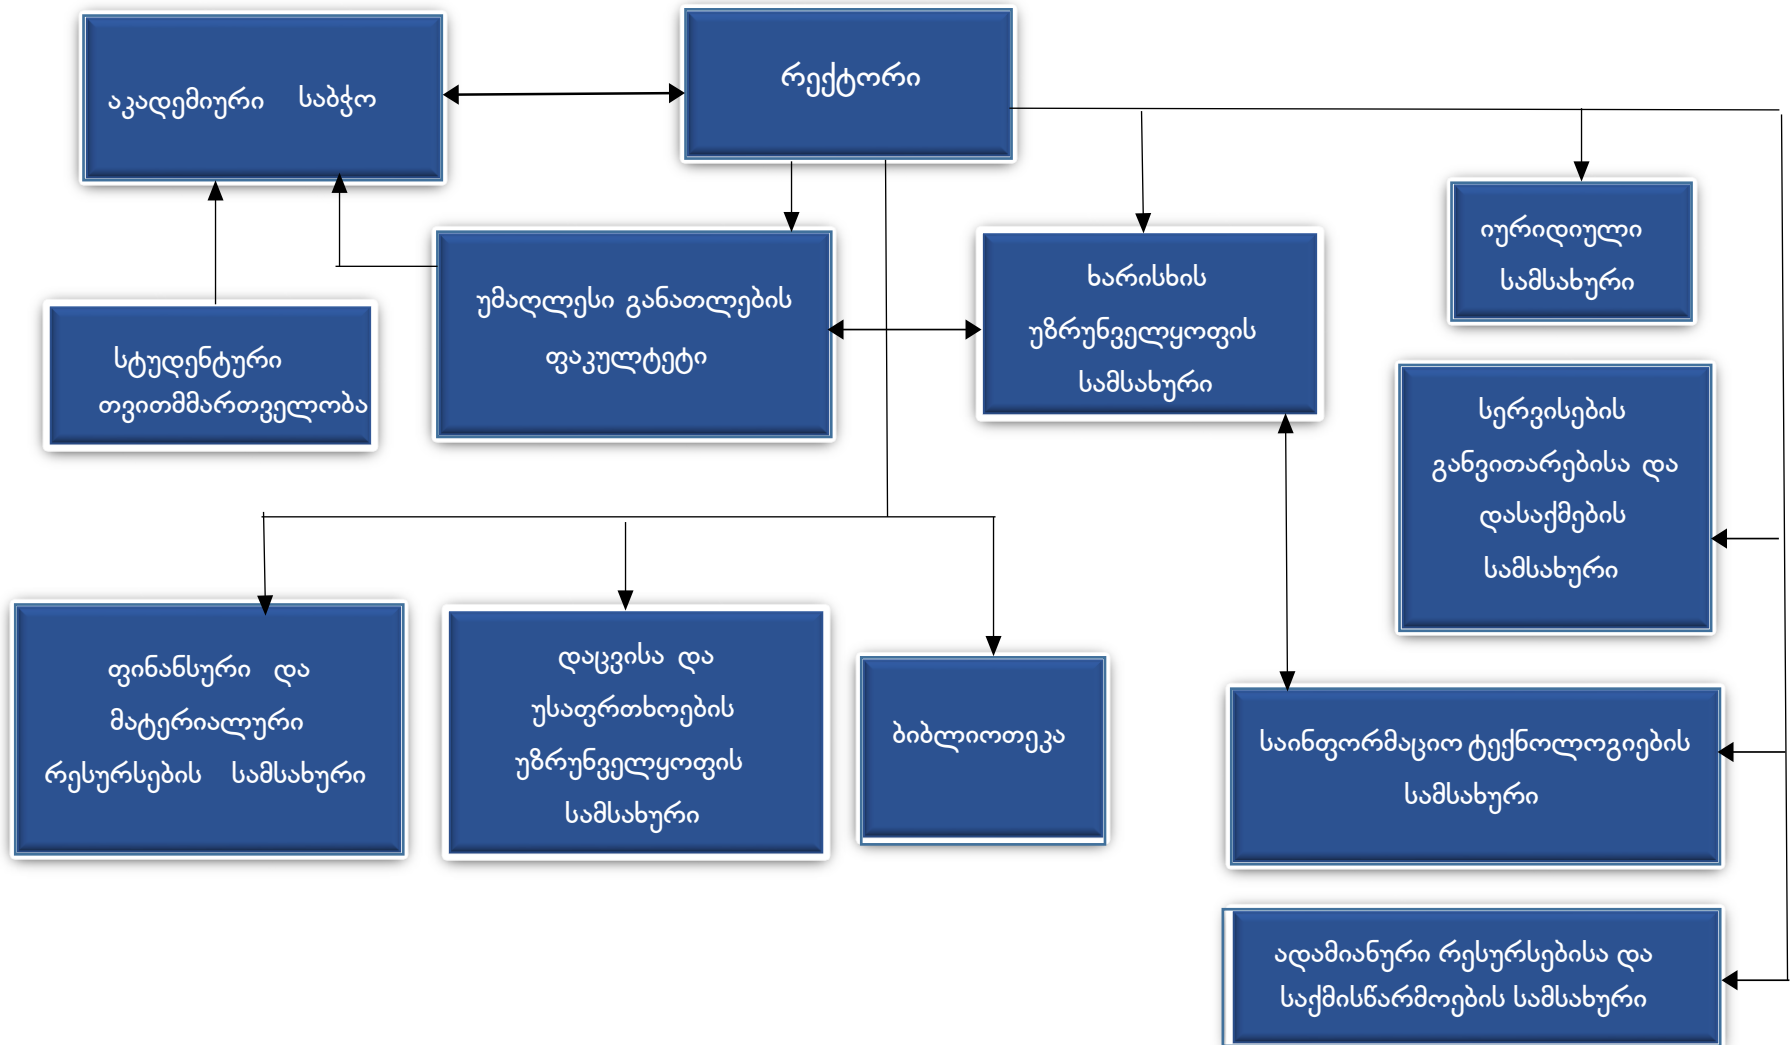 აკადემიური საბჭო
რექტორი
იურიდიული
სამსახური
უმაღლესი განათლების
ფაკულტეტი
ხარისხის
უზრუნველყოფის
სამსახური
სტუდენტური
თვითმმართველობა
სერვისების
განვითარებისა და
დასაქმების
სამსახური
ფინანსური და
მატერიალური
რესურსების სამსახური
დაცვისა და
უსაფრთხოების
უზრუნველყოფის
სამსახური
ბიბლიოთეკა
საინფორმაციო ტექნოლოგიების
სამსახური
ადამიანური რესურსებისა და
საქმისწარმოების სამსახური